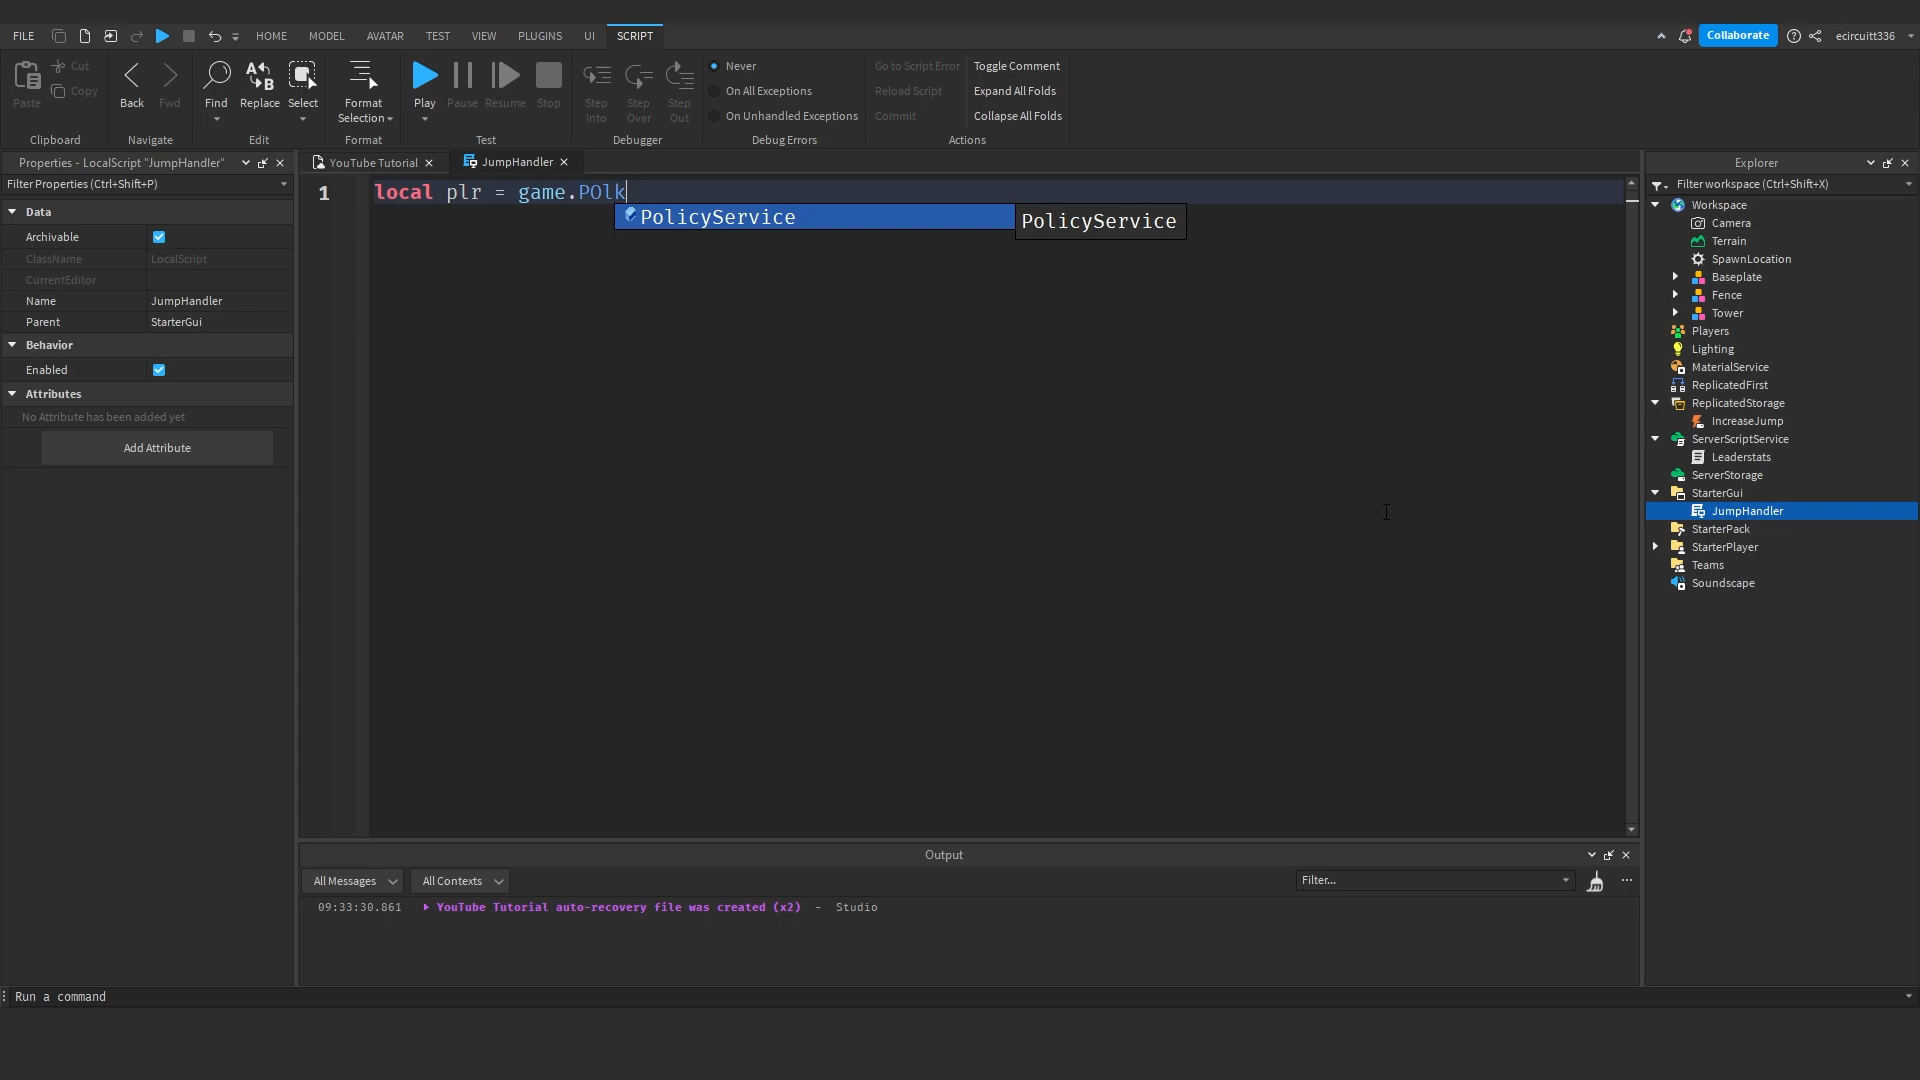 FILE HOME MODEL AVATAR TEST VIEW PLUGINS UI SCRIPT Collaborate ecircuitt336
Paste Cut Copy Clipboard
Back Fwd Navigate
Find Replace Select Edit
Format Selection Format
Play Pause Resume Stop Test
Step Into Step Over Step Out Debugger
Never
On All Exceptions
On Unhandled Exceptions
Debug Errors
Go to Script Error
Reload Script
Commit
Toggle Comment
Expand All Folds
Collapse All Folds
Actions
Properties - LocalScript "JumpHandler"
Filter Properties (Ctrl+Shift+P)
Data
Archivable
ClassName LocalScript
CurrentEditor
Name JumpHandler
Parent StarterGui
Behavior
Enabled
Attributes
No Attribute has been added yet
Add Attribute
YouTube Tutorial JumpHandler
1 local plr = game.POlk
PolicyService PolicyService
Output
All Messages All Contexts Filter...
09:33:30.861 YouTube Tutorial auto-recovery file was created (x2) - Studio
Explorer
Filter workspace (Ctrl+Shift+X)
Workspace
Camera
Terrain
SpawnLocation
Baseplate
Fence
Tower
Players
Lighting
MaterialService
ReplicatedFirst
ReplicatedStorage
IncreaseJump
ServerScriptService
Leaderstats
ServerStorage
StarterGui
JumpHandler
StarterPack
StarterPlayer
Teams
Soundscape
Run a command